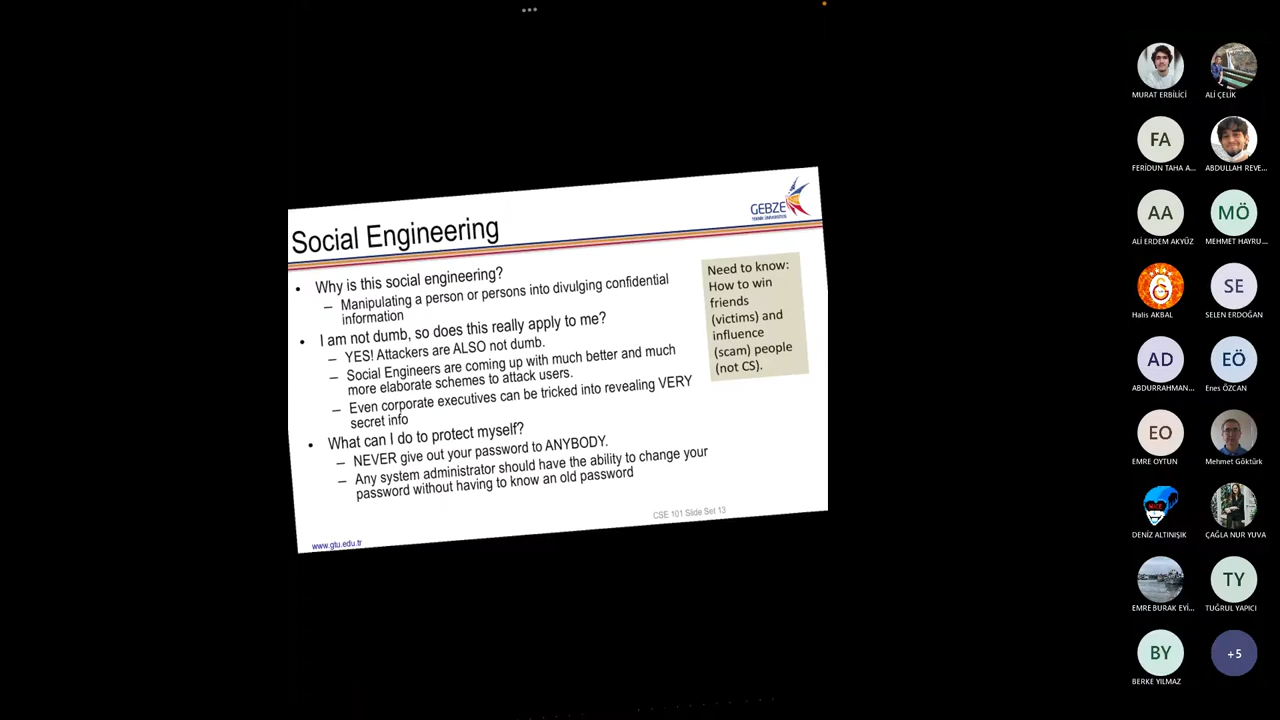 GEBZE
TEKNİK ÜNİVERSİTESİ
Social Engineering
• Why is this social engineering?
– Manipulating a person or persons into divulging confidential
information
• I am not dumb, so does this really apply to me?
– YES! Attackers are ALSO not dumb.
– Social Engineers are coming up with much better and much
more elaborate schemes to attack users.
– Even corporate executives can be tricked into revealing VERY
secret info
• What can I do to protect myself?
– NEVER give out your password to ANYBODY.
– Any system administrator should have the ability to change your
password without having to know an old password
Need to know:
How to win
friends
(victims) and
influence
(scam) people
(not CS).
CSE 101 Slide Set 13
www.gtu.edu.tr
MURAT ERBİLİCİ
ALİ ÇELİK
FA
FERİDUN TAHA A...
ABDULLAH REVE...
AA
ALİ ERDEM AKYÜZ
MÖ
MEHMET HAYRU...
Halis AKBAL
SE
SELEN ERDOĞAN
AD
ABDURRAHMAN...
EÖ
Enes ÖZCAN
EO
EMRE OYTUN
Mehmet Göktürk
DENİZ ALTINIŞIK
ÇAĞLA NUR YUVA
EMRE BURAK EYİ...
TY
TUĞRUL YAPICI
BY
BERKE YILMAZ
+5